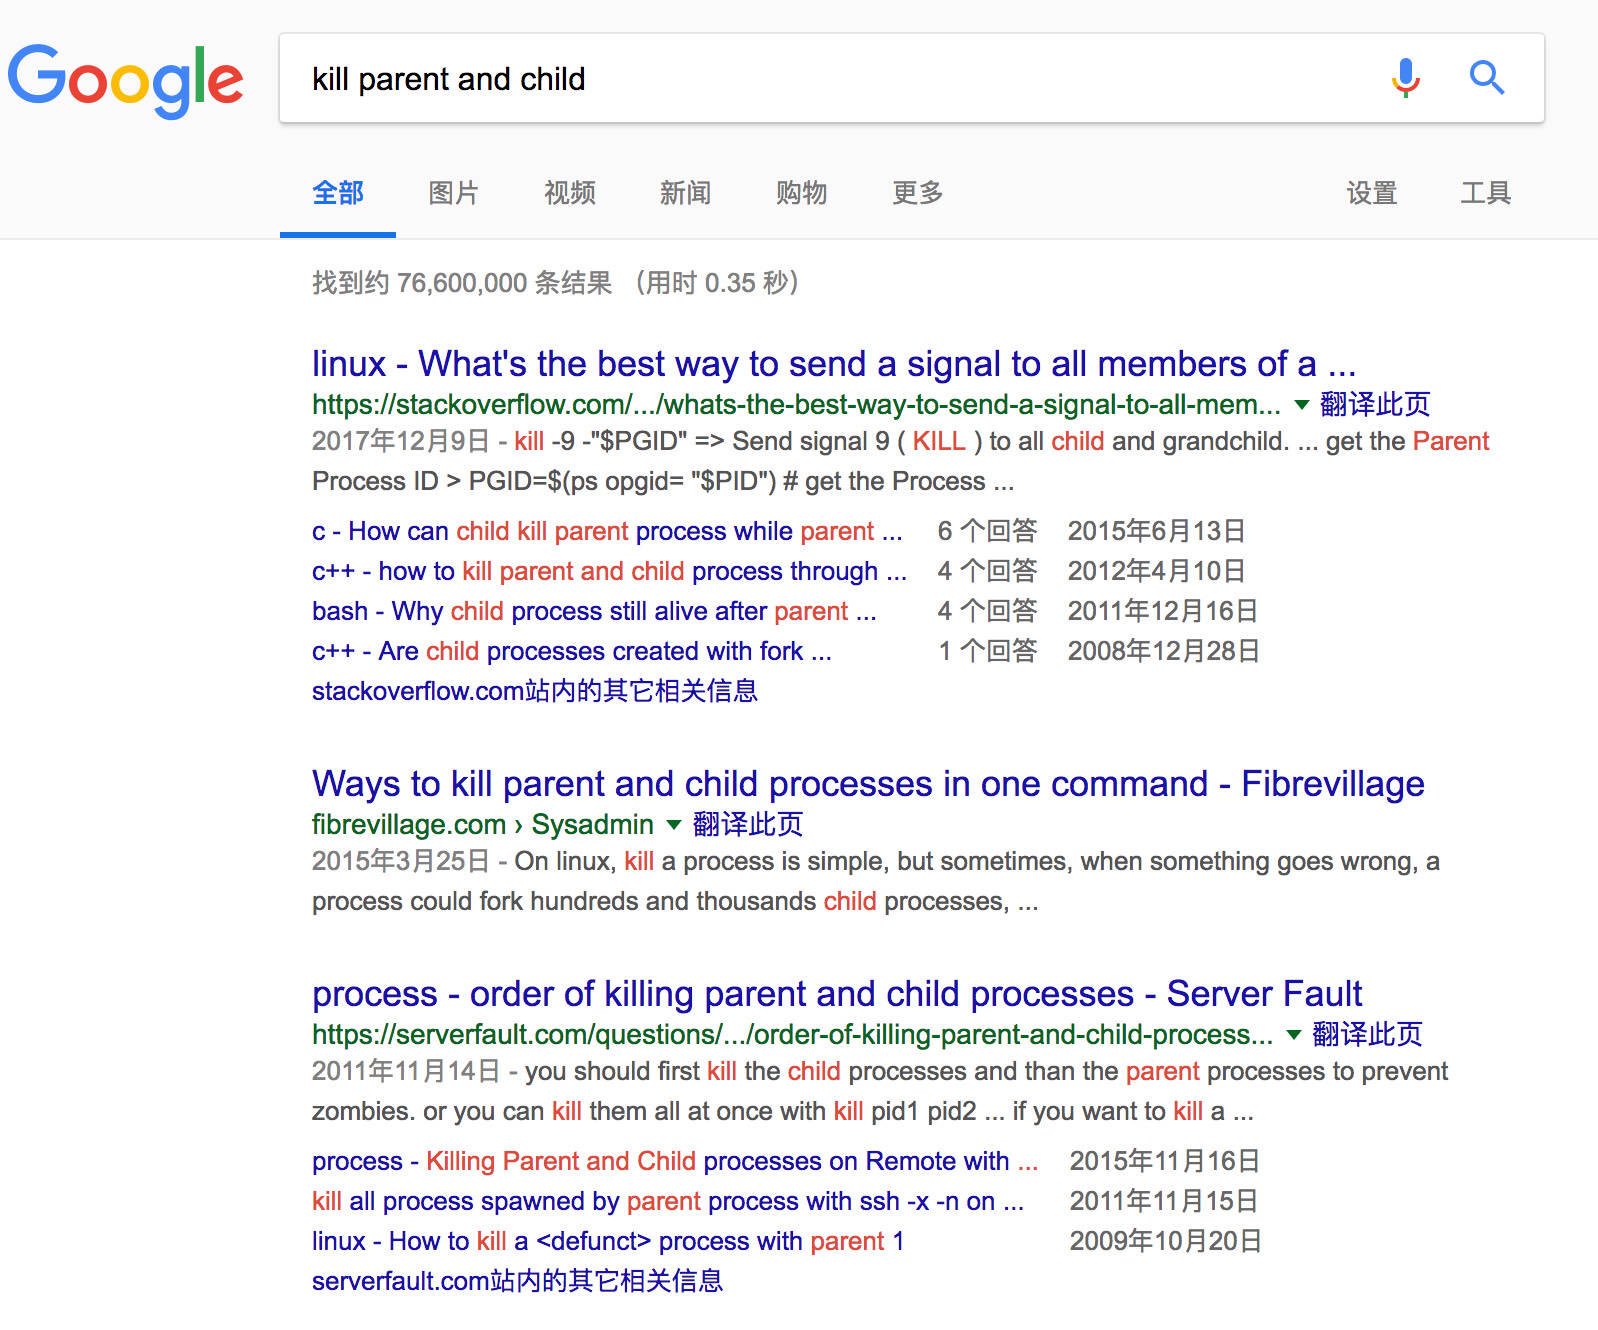 Google
kill parent and child
全部 图片 视频 新闻 购物 更多 设置 工具
找到约 76,600,000 条结果 （用时 0.35 秒）
linux - What's the best way to send a signal to all members of a ...
https://stackoverflow.com/.../whats-the-best-way-to-send-a-signal-to-all-mem... ▼ 翻译此页
2017年12月9日 - kill -9 -"$PGID" => Send signal 9 ( KILL ) to all child and grandchild. ... get the Parent
Process ID > PGID=$(ps opgid= "$PID") # get the Process ...
c - How can child kill parent process while parent ... 6 个回答 2015年6月13日
c++ - how to kill parent and child process through ... 4 个回答 2012年4月10日
bash - Why child process still alive after parent ... 4 个回答 2011年12月16日
c++ - Are child processes created with fork ... 1 个回答 2008年12月28日
stackoverflow.com站内的其它相关信息
Ways to kill parent and child processes in one command - Fibrevillage
fibrevillage.com › Sysadmin ▼ 翻译此页
2015年3月25日 - On linux, kill a process is simple, but sometimes, when something goes wrong, a
process could fork hundreds and thousands child processes, ...
process - order of killing parent and child processes - Server Fault
https://serverfault.com/questions/.../order-of-killing-parent-and-child-process... ▼ 翻译此页
2011年11月14日 - you should first kill the child processes and than the parent processes to prevent
zombies. or you can kill them all at once with kill pid1 pid2 ... if you want to kill a ...
process - Killing Parent and Child processes on Remote with ... 2015年11月16日
kill all process spawned by parent process with ssh -x -n on ... 2011年11月15日
linux - How to kill a <defunct> process with parent 1 2009年10月20日
serverfault.com站内的其它相关信息